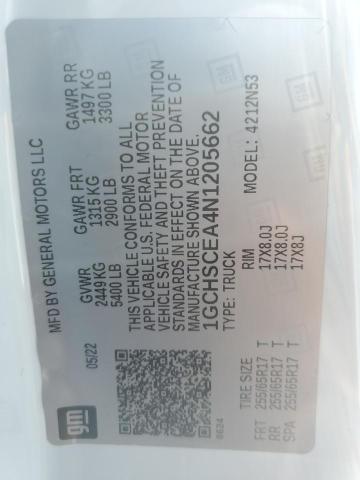 MFD BY GENERAL MOTORS LLC
gm
05/22
GVWR GAWR FRT GAWR RR
2449 KG 1315 KG 1497 KG
5400 LB 2900 LB 3300 LB
THIS VEHICLE CONFORMS TO ALL
APPLICABLE U.S. FEDERAL MOTOR
VEHICLE SAFETY AND THEFT PREVENTION
STANDARDS IN EFFECT ON THE DATE OF
MANUFACTURE SHOWN ABOVE.
1GCHSCEA4N1205662
TYPE: TRUCK MODEL: 4212N53
8624
TIRE SIZE RIM
FRT 255/65R17 T 17X8.0J
RR 255/65R17 T 17X8.0J
SPA 255/65R17 T 17X8J